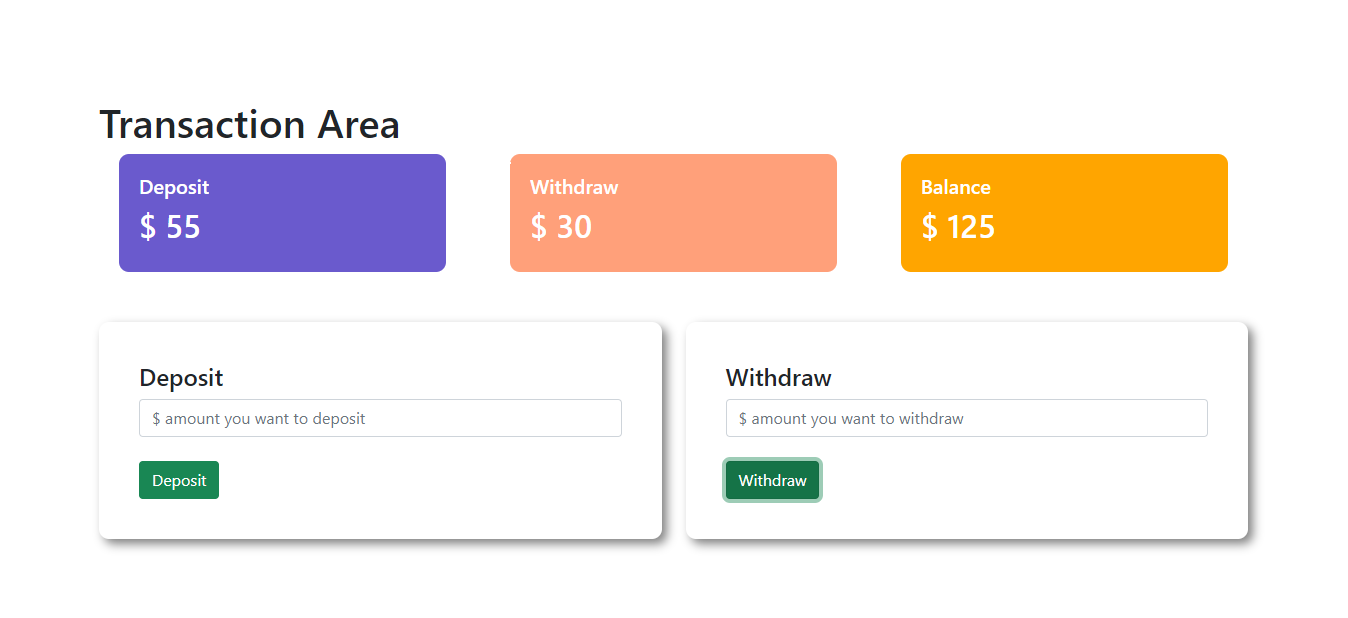 Transaction Area
Deposit
$ 55
Withdraw
$ 30
Balance
$ 125
Deposit
$ amount you want to deposit
Deposit
Withdraw
$ amount you want to withdraw
Withdraw